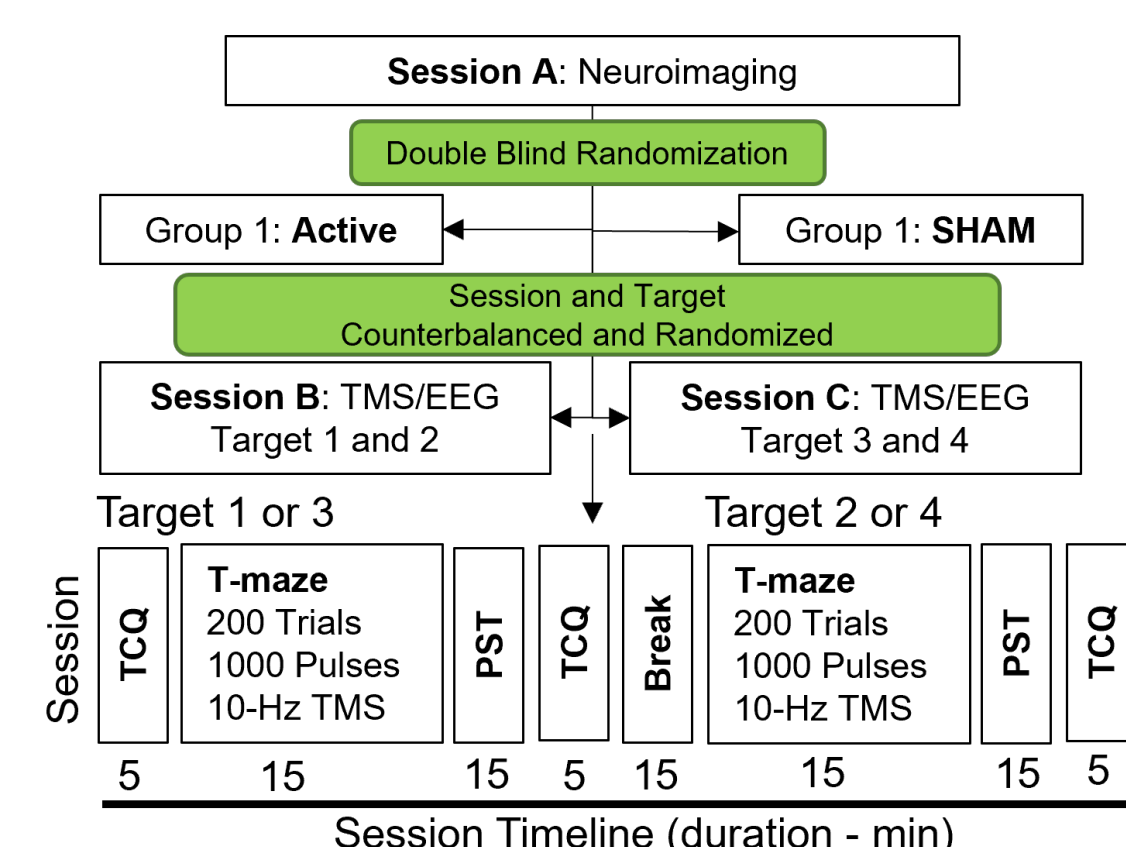 Session A: Neuroimaging
Double Blind Randomization
Group 1: Active
Group 1: SHAM
Session and Target
Counterbalanced and Randomized
Session B: TMS/EEG
Target 1 and 2
Session C: TMS/EEG
Target 3 and 4
Target 1 or 3
Target 2 or 4
Session
TCQ
T-maze
200 Trials
1000 Pulses
10-Hz TMS
PST
TCQ
Break
T-maze
200 Trials
1000 Pulses
10-Hz TMS
PST
TCQ
5 15 15 5 15 15 15 5
Session Timeline (duration - min)